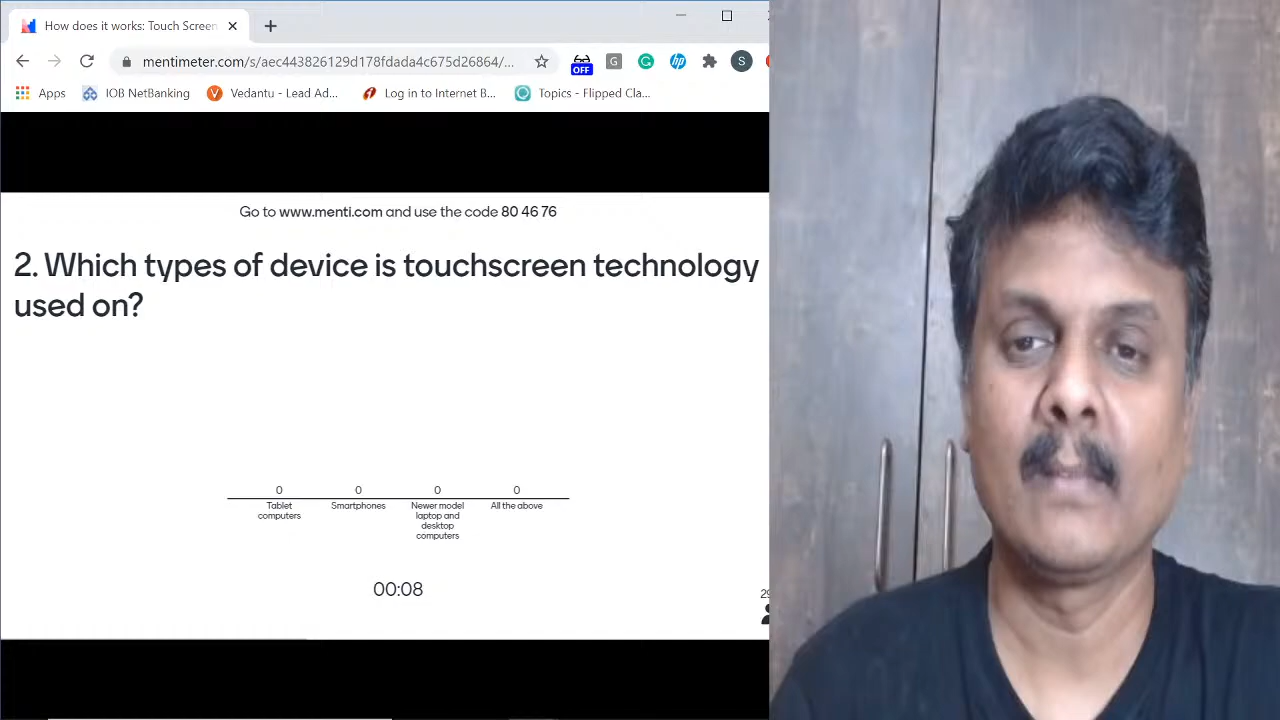 How does it works: Touch Screen
mentimeter.com/s/aec4438c6129d178fdada4c675d26864/...
OFF
G
hp
S
Apps
IOB NetBanking
V
Vedantu - Lead Ad...
Log in to Internet B...
Topics - Flipped Cla...
Go to www.menti.com and use the code 80 46 76
2. Which types of device is touchscreen technology
used on?
0 0 0 0
Tablet
computers
Smartphones
Newer model
laptop and
desktop
computers
All the above
00:08